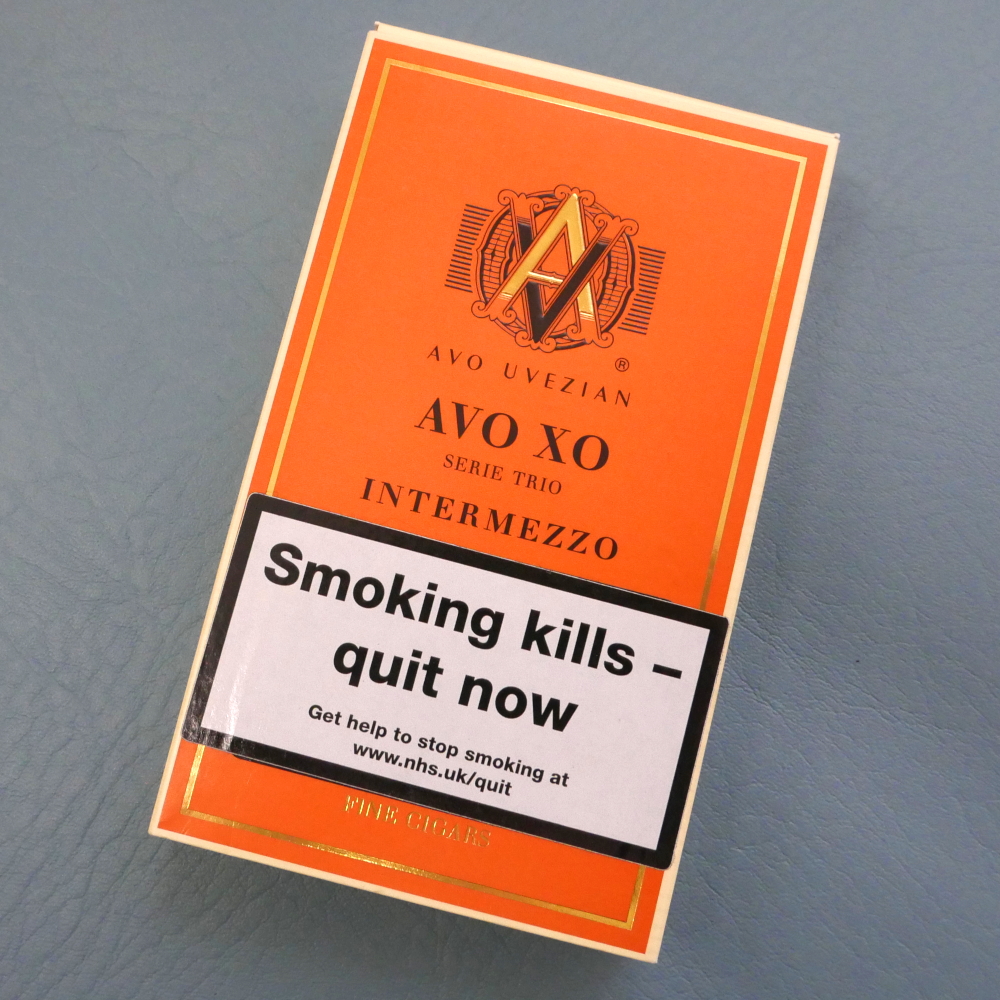 AVO UVEZIAN ®
AVO XO
SERIE TRIO
INTERMEZZO
Smoking kills –
quit now
Get help to stop smoking at
www.nhs.uk/quit
FINE CIGARS